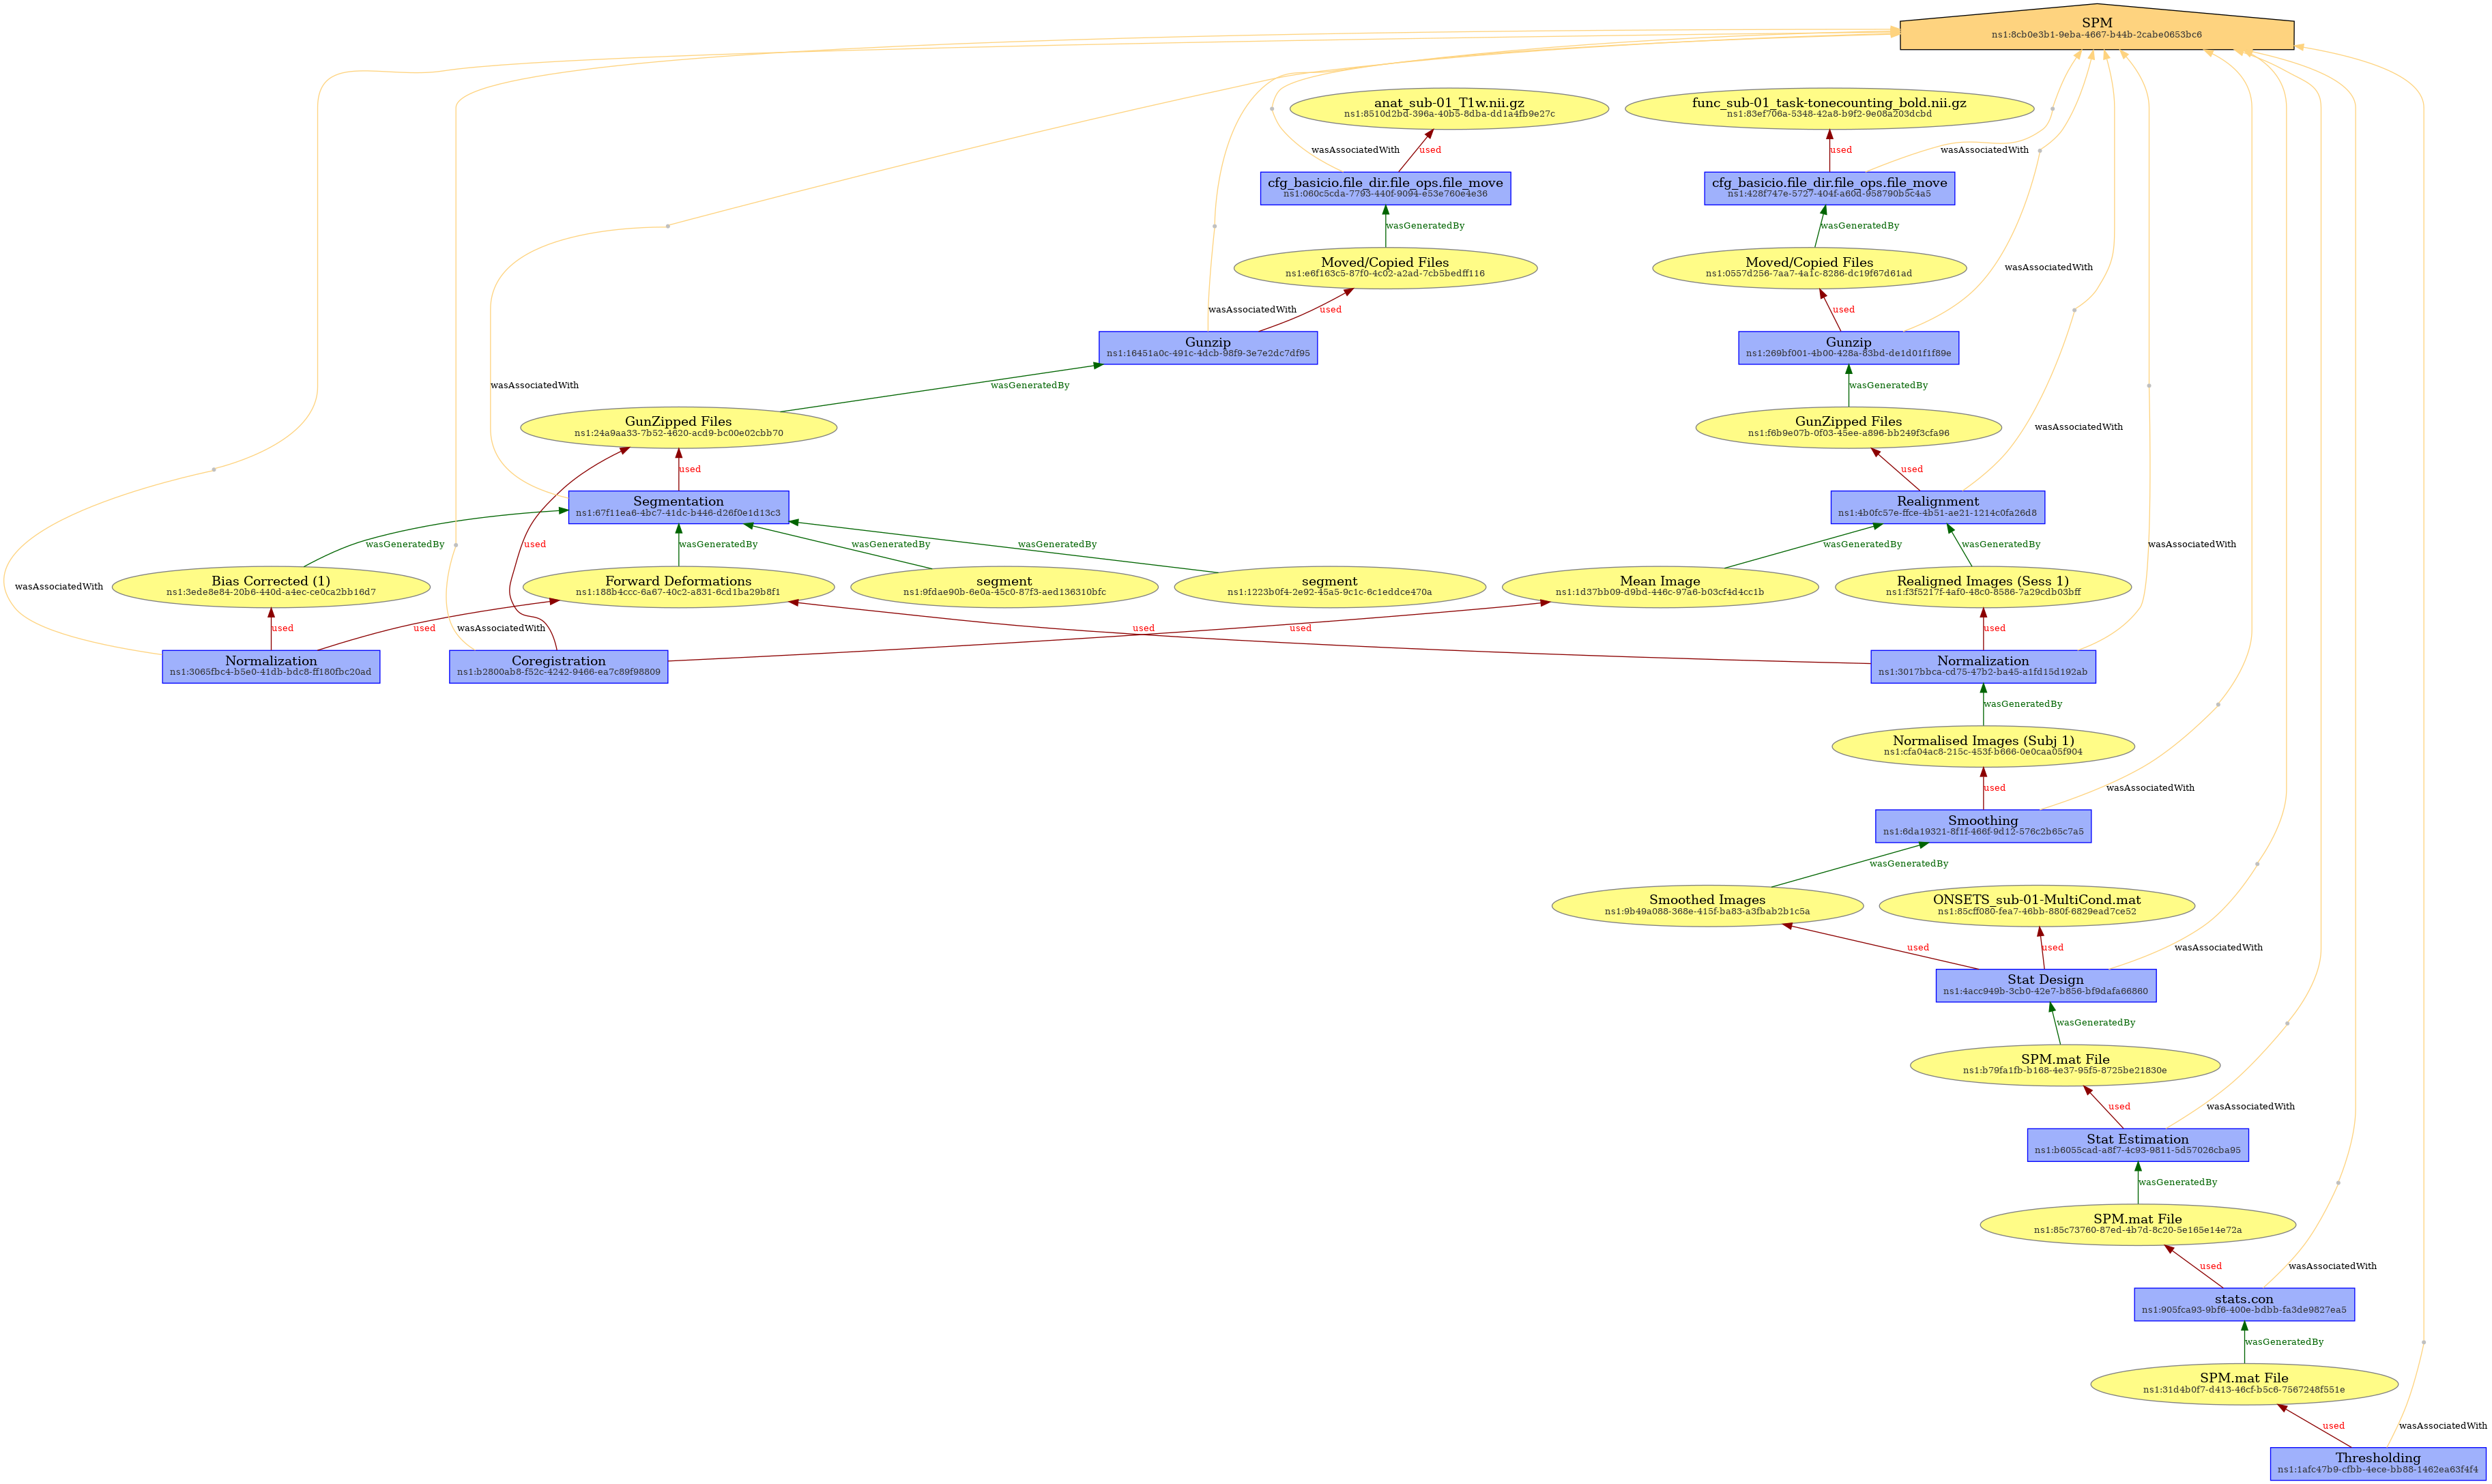 SPM
ns1:8cb0e3b1-9eba-4667-b44b-2cabe0653bc6
anat_sub-01_T1w.nii.gz
ns1:8510d2bd-396a-40b5-8dba-dd1a4fb9e27c
func_sub-01_task-tonecounting_bold.nii.gz
ns1:83ef706a-5348-42a8-b9f2-9e08a203dcbd
wasAssociatedWith
used
used
wasAssociatedWith
cfg_basicio.file_dir.file_ops.file_move
ns1:060c5cda-7793-440f-9094-e53e760e4e36
cfg_basicio.file_dir.file_ops.file_move
ns1:428f747e-5727-404f-a60d-958790b5c4a5
wasGeneratedBy
wasGeneratedBy
Moved/Copied Files
ns1:e6f163c5-87f0-4c02-a2ad-7cb5bedff116
Moved/Copied Files
ns1:0557d256-7aa7-4a1c-8286-dc19f67d61ad
wasAssociatedWith
wasAssociatedWith
used
used
Gunzip
ns1:16451a0c-491c-4dcb-98f9-3e7e2dc7df95
Gunzip
ns1:269bf001-4b00-428a-83bd-de1d01f1f89e
wasAssociatedWith
wasGeneratedBy
wasGeneratedBy
GunZipped Files
ns1:24a9aa33-7b52-4620-acd9-bc00e02cbb70
GunZipped Files
ns1:f6b9e07b-0f03-45ee-a896-bb249f3cfa96
wasAssociatedWith
used
used
Segmentation
ns1:67f11ea6-4bc7-41dc-b446-d26f0e1d13c3
Realignment
ns1:4b0fc57e-ffce-4b51-ae21-1214c0fa26d8
wasGeneratedBy
used
wasGeneratedBy
wasGeneratedBy
wasGeneratedBy
wasGeneratedBy
wasGeneratedBy
wasAssociatedWith
wasAssociatedWith
Bias Corrected (1)
ns1:3ede8e84-20b6-440d-a4ec-ce0ca2bb16d7
Forward Deformations
ns1:188b4ccc-6a67-40c2-a831-6cd1ba29b8f1
segment
ns1:9fdae90b-6e0a-45c0-87f3-aed136310bfc
segment
ns1:1223b0f4-2e92-45a5-9c1c-6c1eddce470a
Mean Image
ns1:1d37bb09-d9bd-446c-97a6-b03cf4d4cc1b
Realigned Images (Sess 1)
ns1:f3f5217f-4af0-48c0-8586-7a29cdb03bff
used
used
wasAssociatedWith
used
used
used
Normalization
ns1:3065fbc4-b5e0-41db-bdc8-ff180fbc20ad
Coregistration
ns1:b2800ab8-f52c-4242-9466-ea7c89f98809
Normalization
ns1:3017bbca-cd75-47b2-ba45-a1fd15d192ab
wasGeneratedBy
Normalised Images (Subj 1)
ns1:cfa04ac8-215c-453f-b666-0e0caa05f904
used
wasAssociatedWith
Smoothing
ns1:6da19321-8f1f-466f-9d12-576c2b65c7a5
wasGeneratedBy
Smoothed Images
ns1:9b49a088-368e-415f-ba83-a3fbab2b1c5a
ONSETS_sub-01-MultiCond.mat
ns1:85cff080-fea7-46bb-880f-6829ead7ce52
used
used
wasAssociatedWith
Stat Design
ns1:4acc949b-3cb0-42e7-b856-bf9dafa66860
wasGeneratedBy
SPM.mat File
ns1:b79fa1fb-b168-4e37-95f5-8725be21830e
used
wasAssociatedWith
Stat Estimation
ns1:b6055cad-a8f7-4c93-9811-5d57026cba95
wasGeneratedBy
SPM.mat File
ns1:85c73760-87ed-4b7d-8c20-5e165e14e72a
used
wasAssociatedWith
stats.con
ns1:905fca93-9bf6-400e-bdbb-fa3de9827ea5
wasGeneratedBy
SPM.mat File
ns1:31d4b0f7-d413-46cf-b5c6-7567248f551e
used
wasAssociatedWith
Thresholding
ns1:1afc47b9-cfbb-4ece-bb88-1462ea63f4f4